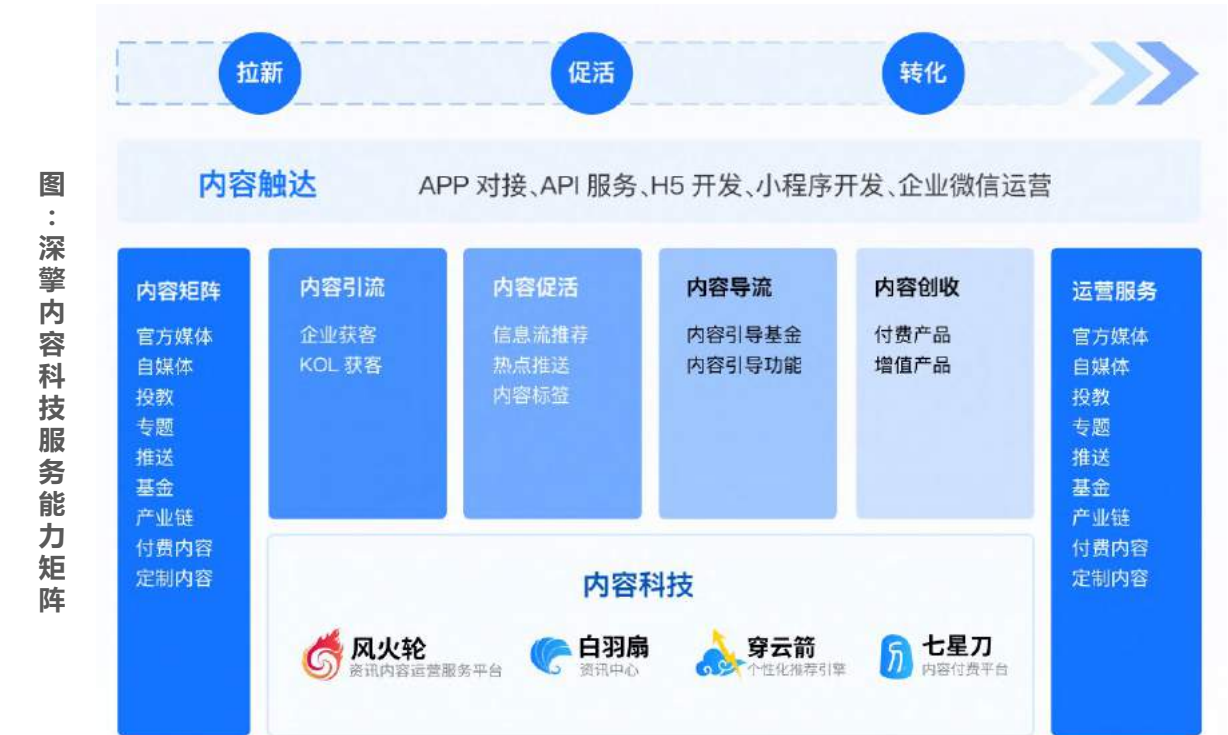 图：深擎内容科技服务能力矩阵
拉新
促活
转化
内容触达
APP 对接、API 服务、H5 开发、小程序开发、企业微信运营
内容矩阵
官方媒体
自媒体
投教
专题
推送
基金
产业链
付费内容
定制内容
内容引流
企业获客
KOL 获客
内容促活
信息流推荐
热点推送
内容标签
内容导流
内容引导基金
内容引导功能
内容创收
付费产品
增值产品
运营服务
官方媒体
自媒体
投教
专题
推送
基金
产业链
付费内容
定制内容
内容科技
风火轮
资讯内容运营服务平台
白羽扇
资讯中心
穿云箭
个性化推荐引擎
七星刀
内容付费平台